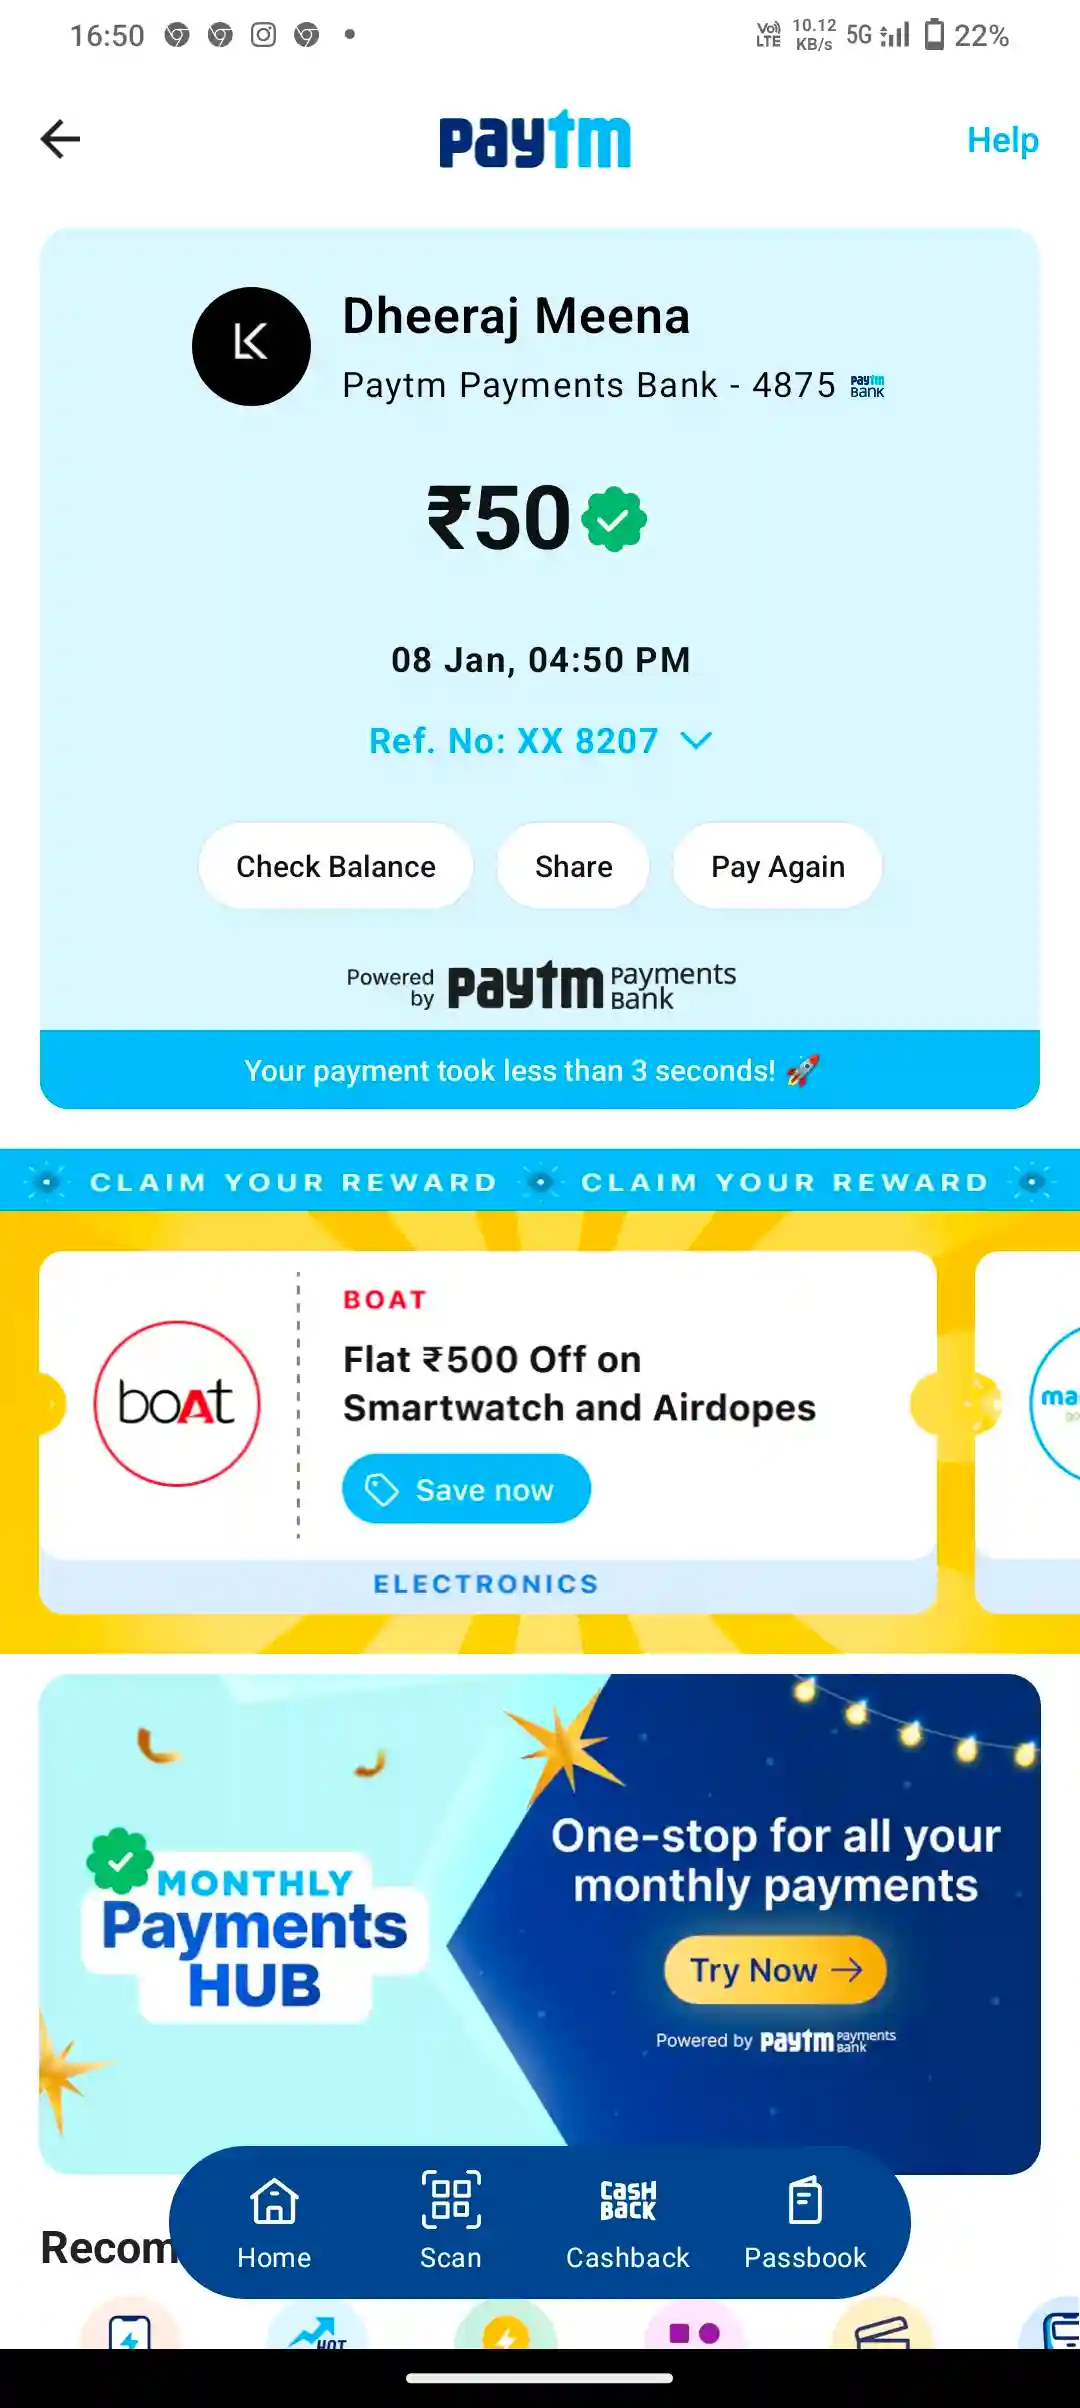 16:50
Vo) LTE 10.12 KB/s 5G 22%
paytm
Help
LK
Dheeraj Meena
Paytm Payments Bank - 4875 paytm BANK
₹50
08 Jan, 04:50 PM
Ref. No: XX 8207
Check Balance Share Pay Again
Powered by paytm Payments Bank
Your payment took less than 3 seconds! 🚀
CLAIM YOUR REWARD CLAIM YOUR REWARD
BOAT
boAt
Flat ₹500 Off on
Smartwatch and Airdopes
ma
Save now
ELECTRONICS
One-stop for all your
monthly payments
MONTHLY
Payments
HUB
Try Now →
Powered by paytm Payments Bank
CASH BACK
Home Scan Cashback Passbook
Recom
HOT